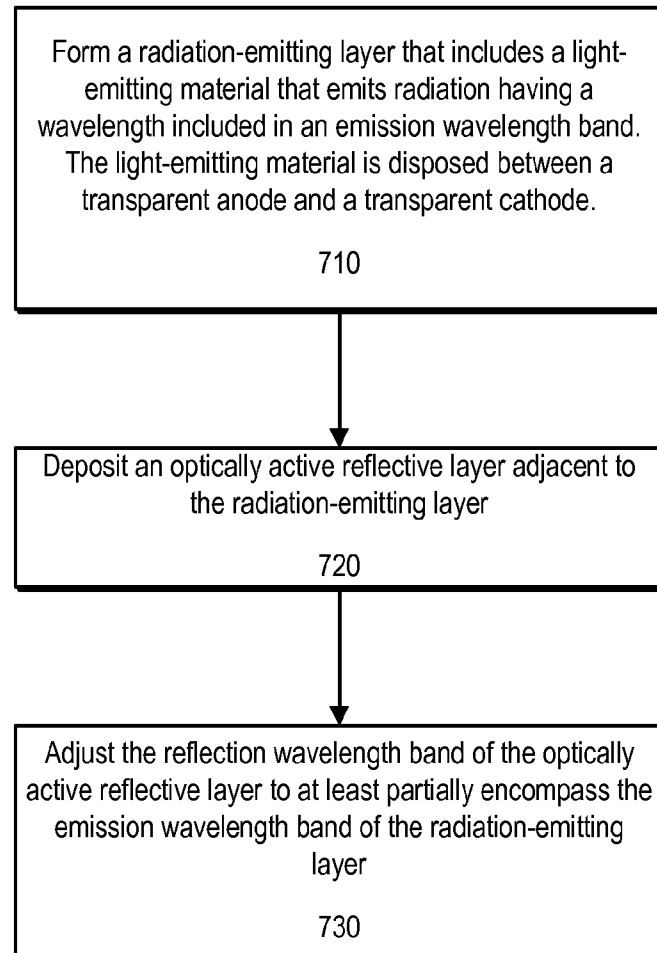 Form a radiation-emitting layer that includes a light-
emitting material that emits radiation having a
wavelength included in an emission wavelength band.
The light-emitting material is disposed between a
transparent anode and a transparent cathode.
710
Deposit an optically active reflective layer adjacent to
the radiation-emitting layer
720
Adjust the reflection wavelength band of the optically
active reflective layer to at least partially encompass the
emission wavelength band of the radiation-emitting
layer
730